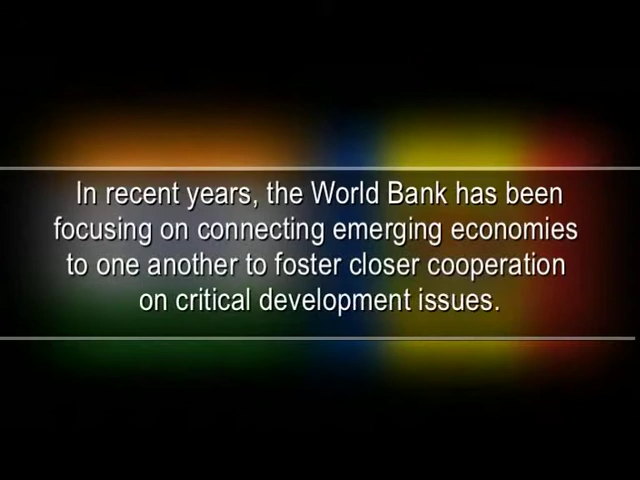 In recent years, the World Bank has been
focusing on connecting emerging economies
to one another to foster closer cooperation
on critical development issues.